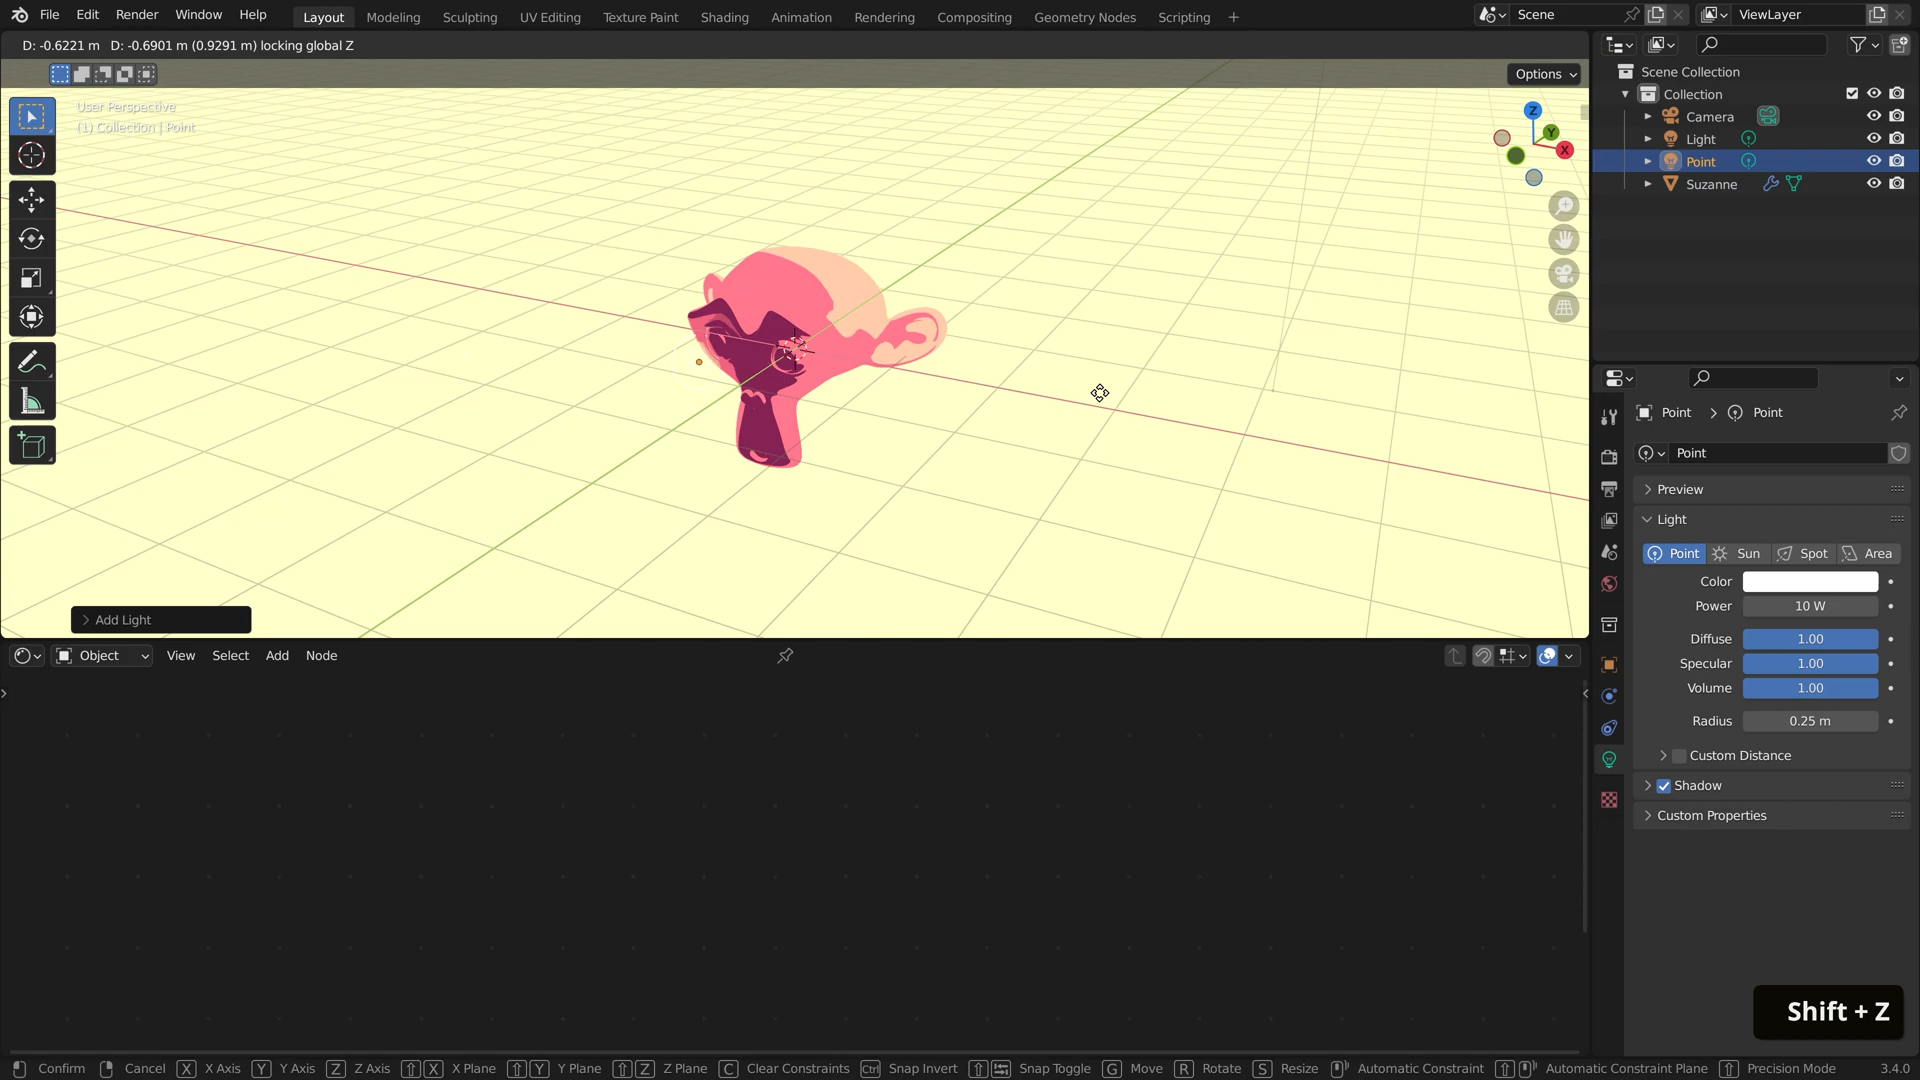 File Edit Render Window Help Layout Modeling Sculpting UV Editing Texture Paint Shading Animation Rendering Compositing Geometry Nodes Scripting + Scene ViewLayer
D: -0.6221 m D: -0.6901 m (0.9291 m) locking global Z
Options
User Perspective
(1) Collection | Point
Z
Y
X
Add Light
Scene Collection
Collection
Camera
Light
Point
Suzanne
Point > Point
Point
Preview
Light
Point Sun Spot Area
Color
Power 10 W
Diffuse 1.00
Specular 1.00
Volume 1.00
Radius 0.25 m
Custom Distance
Shadow
Custom Properties
Object View Select Add Node
Shift + Z
Confirm Cancel X X Axis Y Y Axis Z Z Axis X X Plane Y Y Plane Z Z Plane C Clear Constraints Ctrl Snap Invert Snap Toggle G Move R Rotate S Resize Automatic Constraint Automatic Constraint Plane Precision Mode 3.4.0